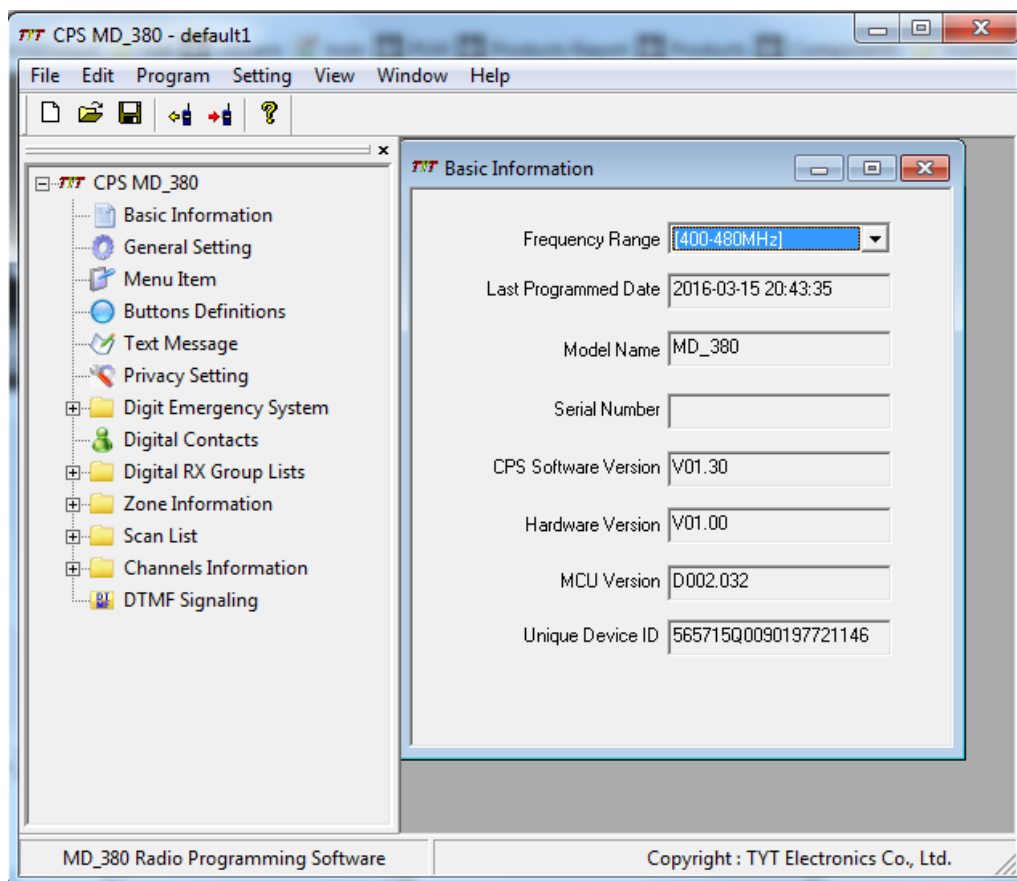 TYT CPS MD_380 - default1
File Edit Program Setting View Window Help
TYT CPS MD_380
Basic Information
General Setting
Menu Item
Buttons Definitions
Text Message
Privacy Setting
Digit Emergency System
Digital Contacts
Digital RX Group Lists
Zone Information
Scan List
Channels Information
DTMF Signaling
TYT Basic Information
Frequency Range [400-480MHz]
Last Programmed Date 2016-03-15 20:43:35
Model Name MD_380
Serial Number
CPS Software Version V01.30
Hardware Version V01.00
MCU Version D002.032
Unique Device ID 565715Q0090197721146
MD_380 Radio Programming Software
Copyright : TYT Electronics Co., Ltd.